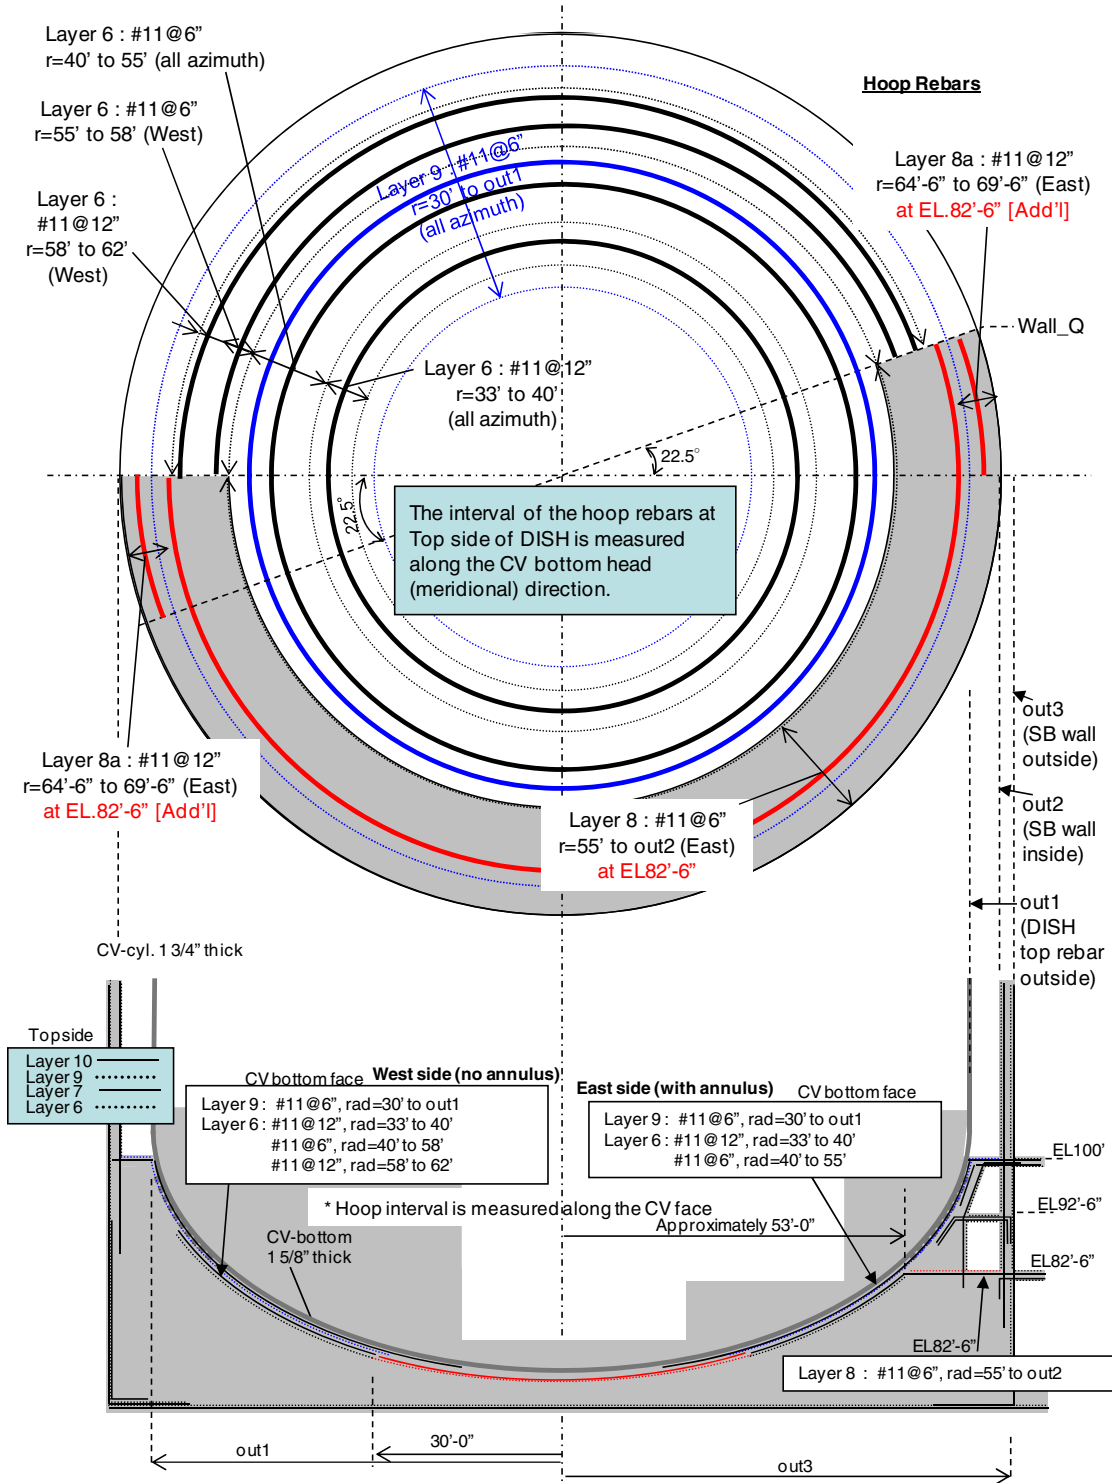 Layer 6 : #11@6”
r=40’ to 55’ (all azimuth)
Layer 6 : #11@6”
r=55’ to 58’ (West)
Layer 6 :
#11@12”
r=58’ to 62’
(West)
Hoop Rebars
Layer 9 : #11@6”
r=30’ to out1
(all azimuth)
Layer 8a : #11@12”
r=64’-6” to 69’-6” (East)
at EL.82’-6” [Add’l]
Wall_Q
Layer 6 : #11@12”
r=33’ to 40’
(all azimuth)
22.5°
22.5°
The interval of the hoop rebars at
Top side of DISH is measured
along the CV bottom head
(meridional) direction.
Layer 8a : #11@12”
r=64’-6” to 69’-6” (East)
at EL.82’-6” [Add’l]
Layer 8 : #11@6”
r=55’ to out2 (East)
at EL82’-6”
out3
(SB wall
outside)
out2
(SB wall
inside)
out1
(DISH
top rebar
outside)
CV-cyl. 1 3/4” thick
Topside
Layer 10
Layer 9
Layer 7
Layer 6
CV bottom face
West side (no annulus)
Layer 9 : #11@6”, rad=30’ to out1
Layer 6 : #11@12”, rad=33’ to 40’
#11@6”, rad=40’ to 58’
#11@12”, rad=58’ to 62’
East side (with annulus)
CV bottom face
Layer 9 : #11@6”, rad=30’ to out1
Layer 6 : #11@12”, rad=33’ to 40’
#11@6”, rad=40’ to 55’
* Hoop interval is measured along the CV face
Approximately 53’-0”
CV-bottom
1 5/8” thick
EL100’
EL92’-6”
EL82’-6”
EL82’-6”
Layer 8 : #11@6”, rad=55’ to out2
30’-0”
out1
out3